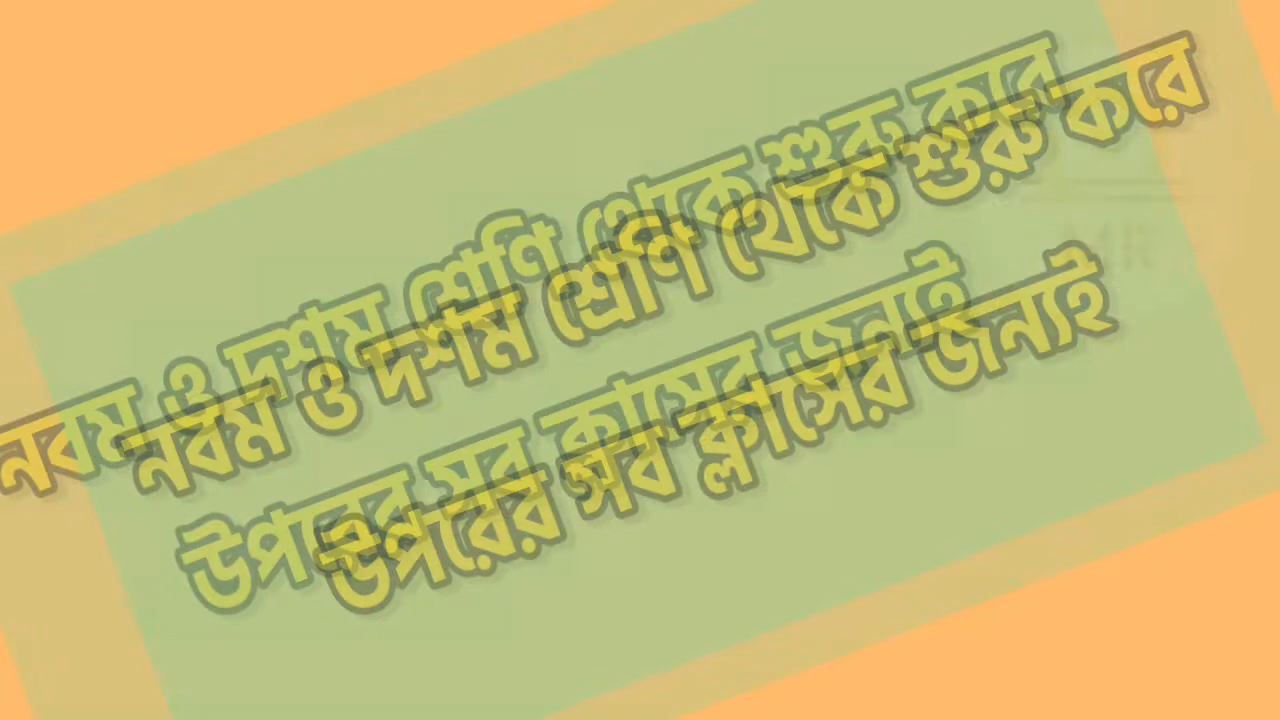 নবম ও দশম শ্রেণি থেকে শুরু করে
উপরের সব ক্লাসের জন্যই